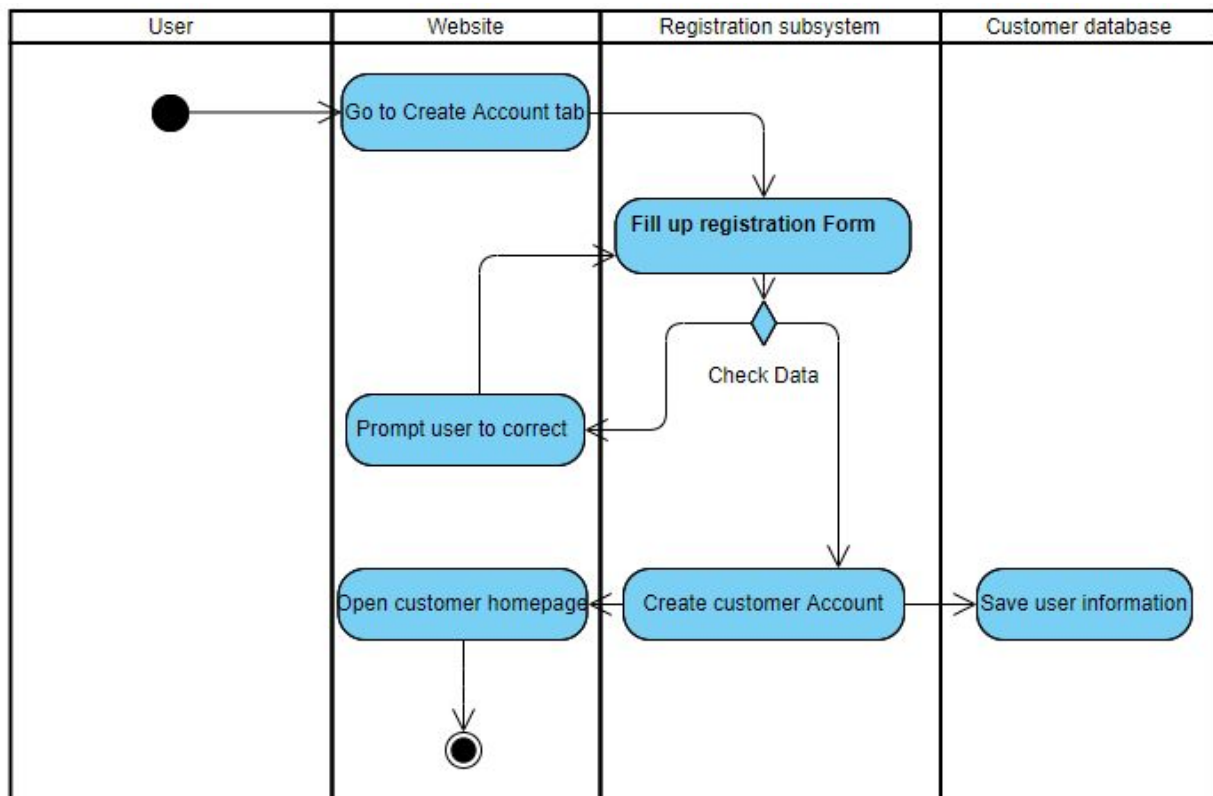 User
Website
Registration subsystem
Customer database
Go to Create Account tab
Fill up registration Form
Check Data
Prompt user to correct
Open customer homepage
Create customer Account
Save user information